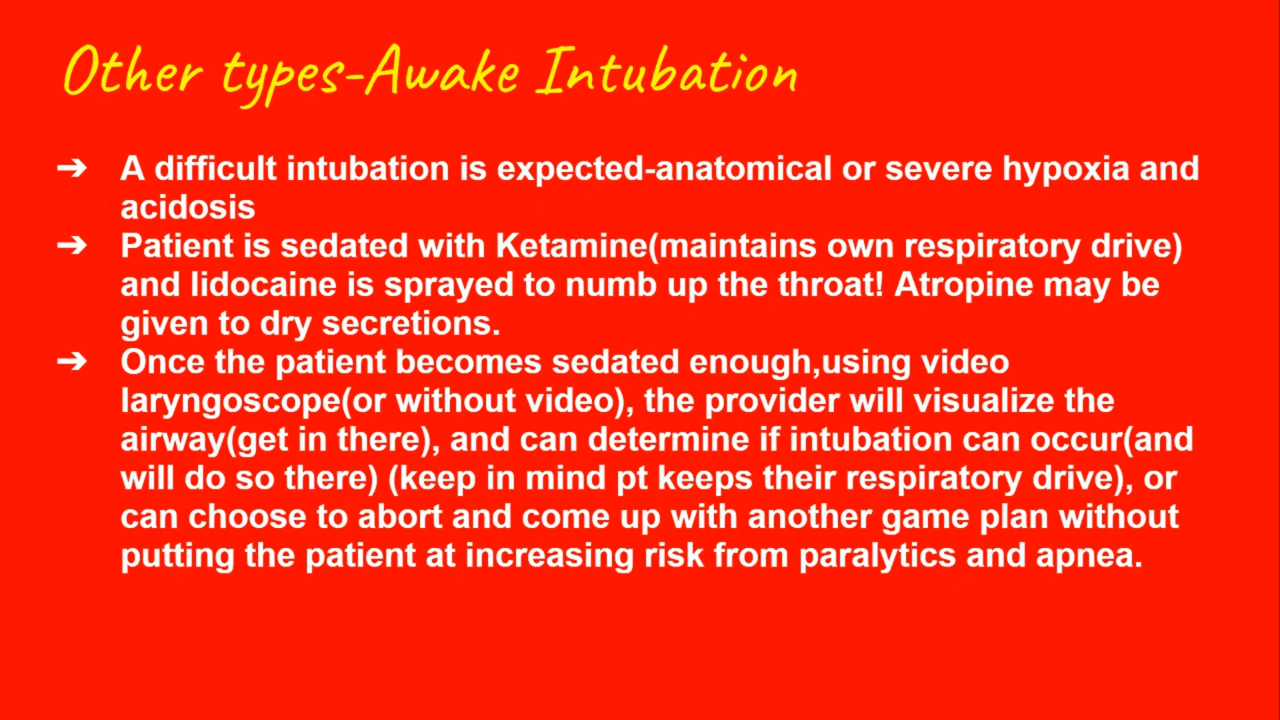 Other types-Awake Intubation
➔ A difficult intubation is expected-anatomical or severe hypoxia and
acidosis
➔ Patient is sedated with Ketamine(maintains own respiratory drive)
and lidocaine is sprayed to numb up the throat! Atropine may be
given to dry secretions.
➔ Once the patient becomes sedated enough,using video
laryngoscope(or without video), the provider will visualize the
airway(get in there), and can determine if intubation can occur(and
will do so there) (keep in mind pt keeps their respiratory drive), or
can choose to abort and come up with another game plan without
putting the patient at increasing risk from paralytics and apnea.